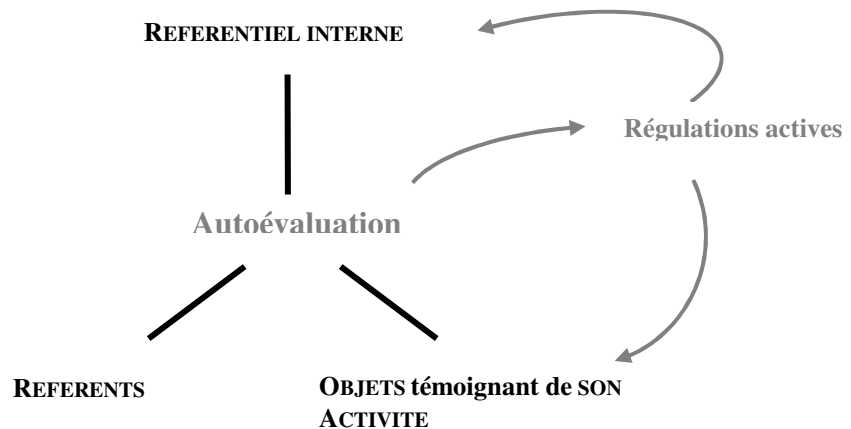 REFERENTIEL INTERNE
Régulations actives
Autoévaluation
REFERENTS
OBJETS témoignant de SON
ACTIVITE